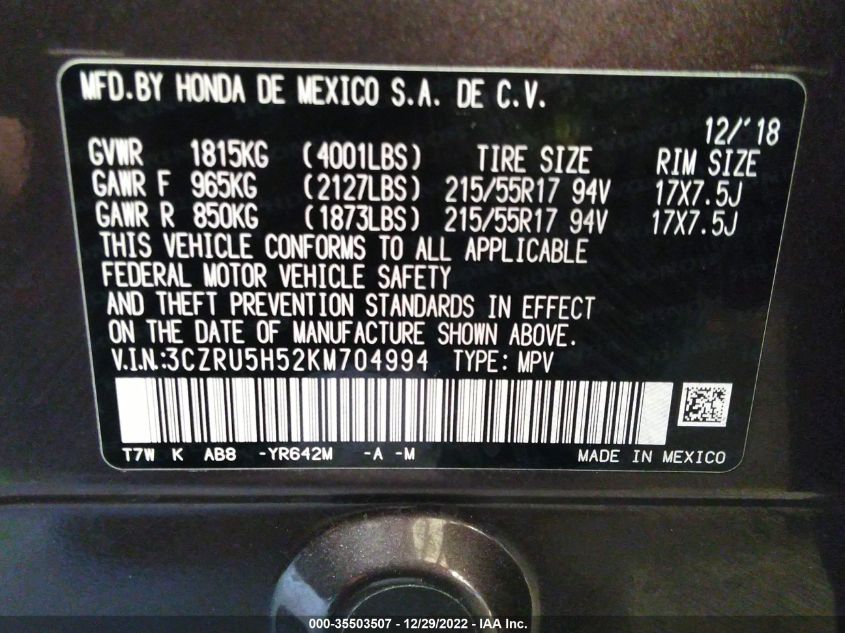 MFD.BY HONDA DE MEXICO S.A. DE C.V.
12/'18
GVWR 1815KG (4001LBS) TIRE SIZE RIM SIZE
GAWR F 965KG (2127LBS) 215/55R17 94V 17X7.5J
GAWR R 850KG (1873LBS) 215/55R17 94V 17X7.5J
THIS VEHICLE CONFORMS TO ALL APPLICABLE
FEDERAL MOTOR VEHICLE SAFETY
AND THEFT PREVENTION STANDARDS IN EFFECT
ON THE DATE OF MANUFACTURE SHOWN ABOVE.
V.I.N.:3CZRU5H52KM704994 TYPE: MPV
T7W K AB8 -YR642M -A -M MADE IN MEXICO
000-35503507 - 12/29/2022 - IAA Inc.